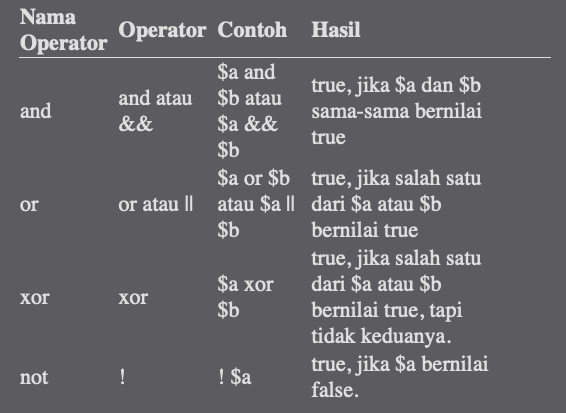 Nama Operator Operator Contoh Hasil
and
and atau
&&
$a and
$b atau
$a &&
$b
true, jika $a dan $b
sama-sama bernilai
true
or
or atau ||
$a or $b
atau $a ||
$b
true, jika salah satu
dari $a atau $b
bernilai true
xor
xor
$a xor
$b
true, jika salah satu
dari $a atau $b
bernilai true, tapi
tidak keduanya.
not
!
! $a
true, jika $a bernilai
false.